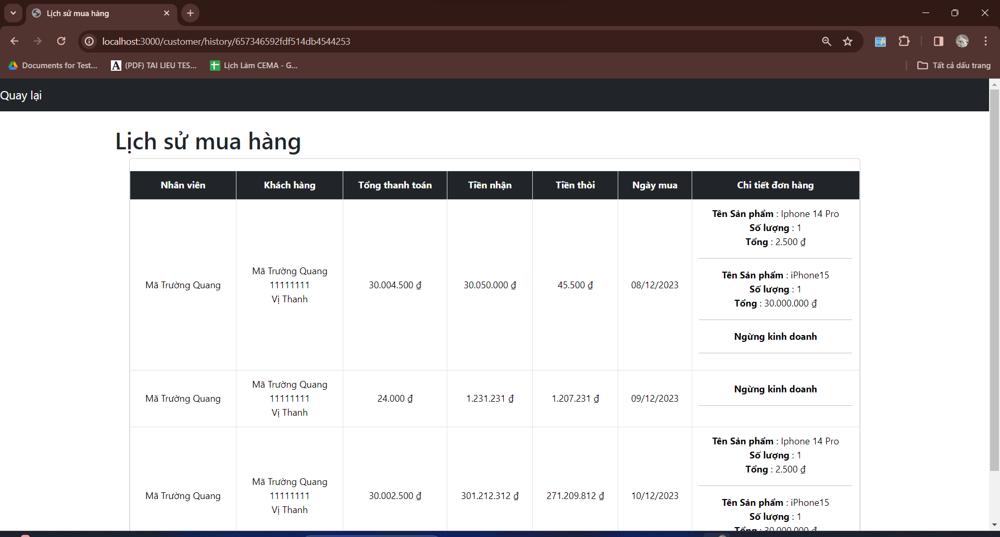 Lịch sử mua hàng
localhost:3000/customer/history/657346592fdf514db4544253
Documents for Test...
(PDF) TAI LIEU TES...
Lịch Làm CEMA - G...
Tất cả dấu trang
Quay lại
Lịch sử mua hàng
Nhân viên Khách hàng Tổng thanh toán Tiền nhận Tiền thòi Ngày mua Chi tiết đơn hàng
Mã Trường Quang
Mã Trường Quang
11111111
Vị Thanh
30.004.500 ₫
30.050.000 ₫
45.500 ₫
08/12/2023
Tên Sản phẩm : Iphone 14 Pro
Số lượng : 1
Tổng : 2.500 ₫
Tên Sản phẩm : iPhone15
Số lượng : 1
Tổng : 30.000.000 ₫
Ngừng kinh doanh
Mã Trường Quang
Mã Trường Quang
11111111
Vị Thanh
24.000 ₫
1.231.231 ₫
1.207.231 ₫
09/12/2023
Ngừng kinh doanh
Mã Trường Quang
Mã Trường Quang
11111111
Vị Thanh
30.002.500 ₫
301.212.312 ₫
271.209.812 ₫
10/12/2023
Tên Sản phẩm : Iphone 14 Pro
Số lượng : 1
Tổng : 2.500 ₫
Tên Sản phẩm : iPhone15
Số lượng : 1
Tổng : 30.000.000 ₫